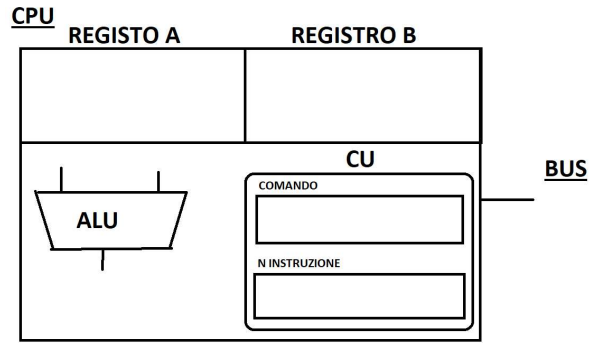 CPU
REGISTO A
REGISTRO B
CU
BUS
COMANDO
ALU
N INSTRUZIONE